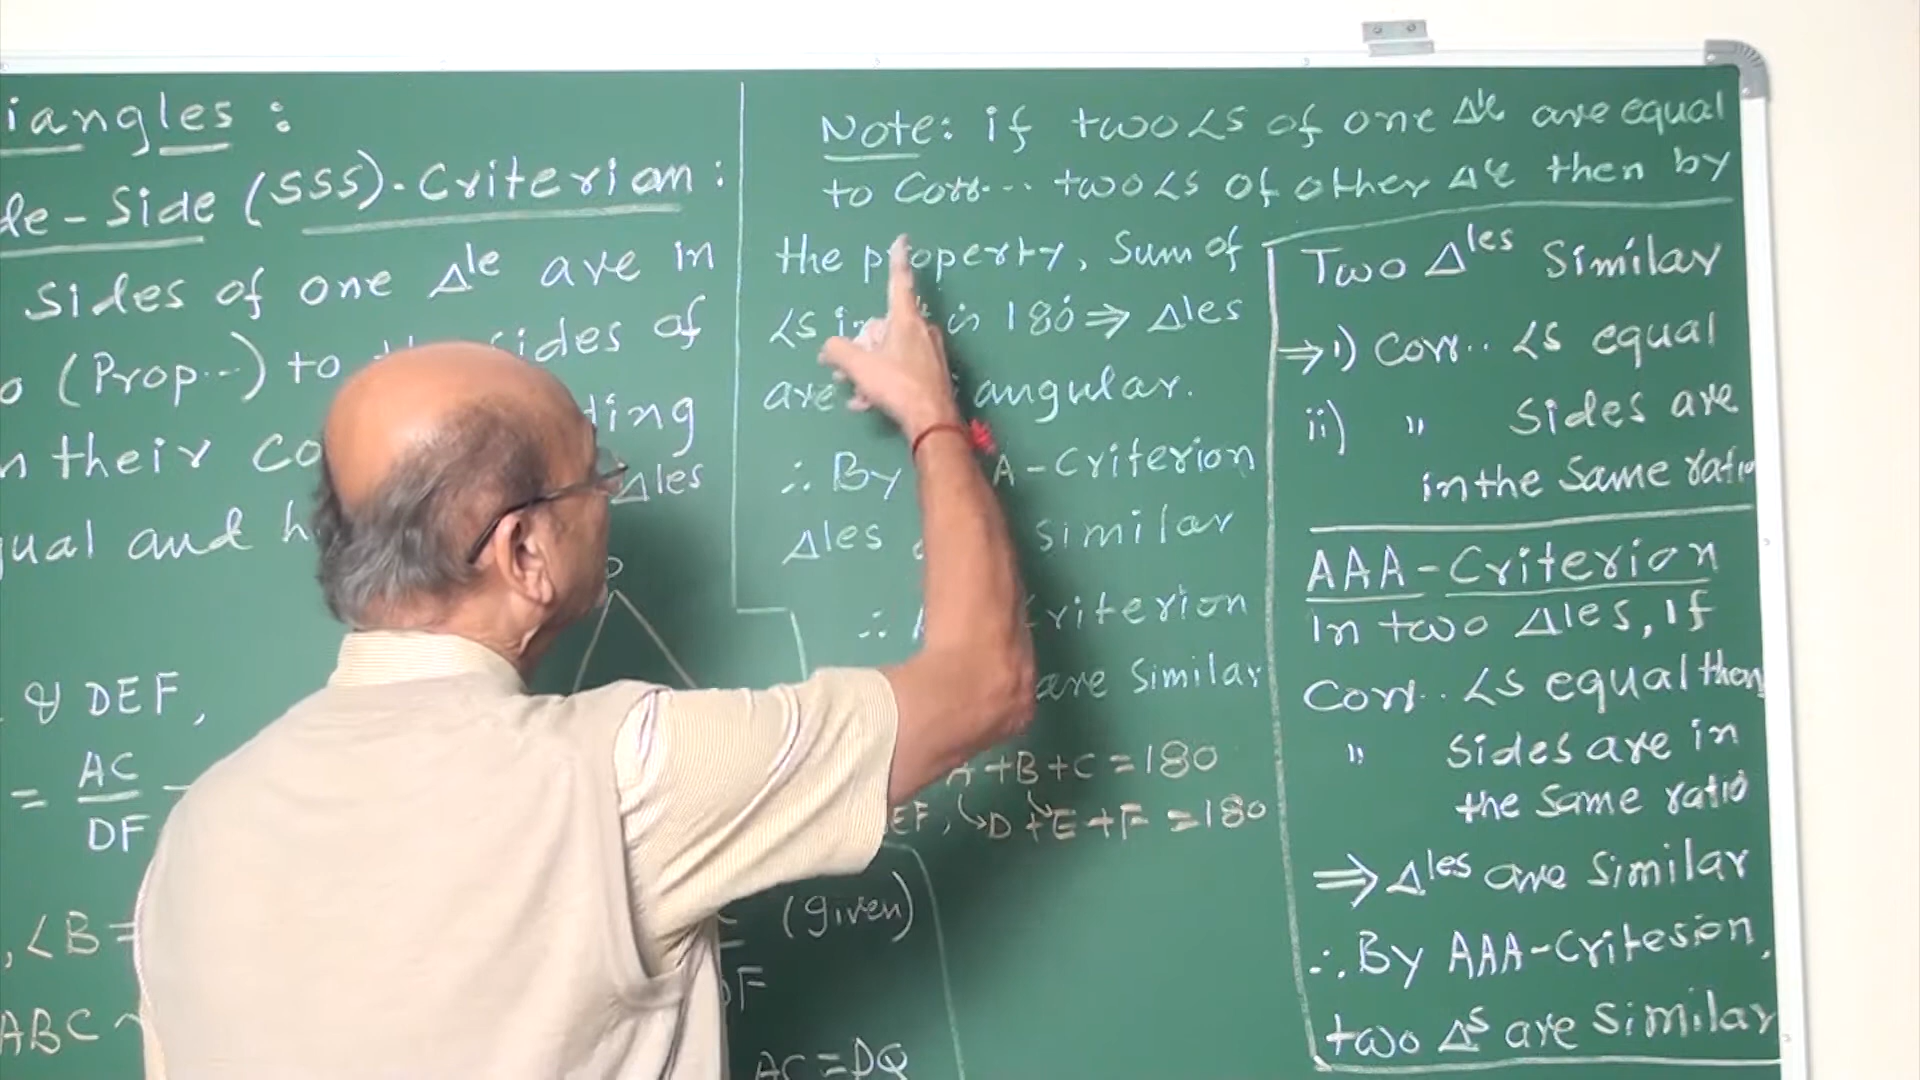 iangles:
de-Side (SSS)-Criterion:
Sides of one Δle are in
o (Prop...) to sides of
n their co ding
qual and h Δles
& DEF,
= AC
DF
, ∠B=
ABC ~
Note: if two ∠s of one Δle are equal
to Corr... two ∠s of other Δle then by
the property, Sum of
∠s in is 180 ⇒ Δles
are angular.
∴ By A-Criterion
Δles Similar
∴ Criterion
are Similar
A+B+C=180
EF, D+E+F=180
(given)
DF
AC=DQ
Two Δles Similar
⇒ i) Corr.. ∠s equal
ii) " Sides are
in the Same ratio
AAA-Criterion
In two Δles, If
Corr.. ∠s equal then
" Sides are in
the Same ratio
⇒ Δles are Similar
∴ By AAA-Critesion,
two Δs are Similar